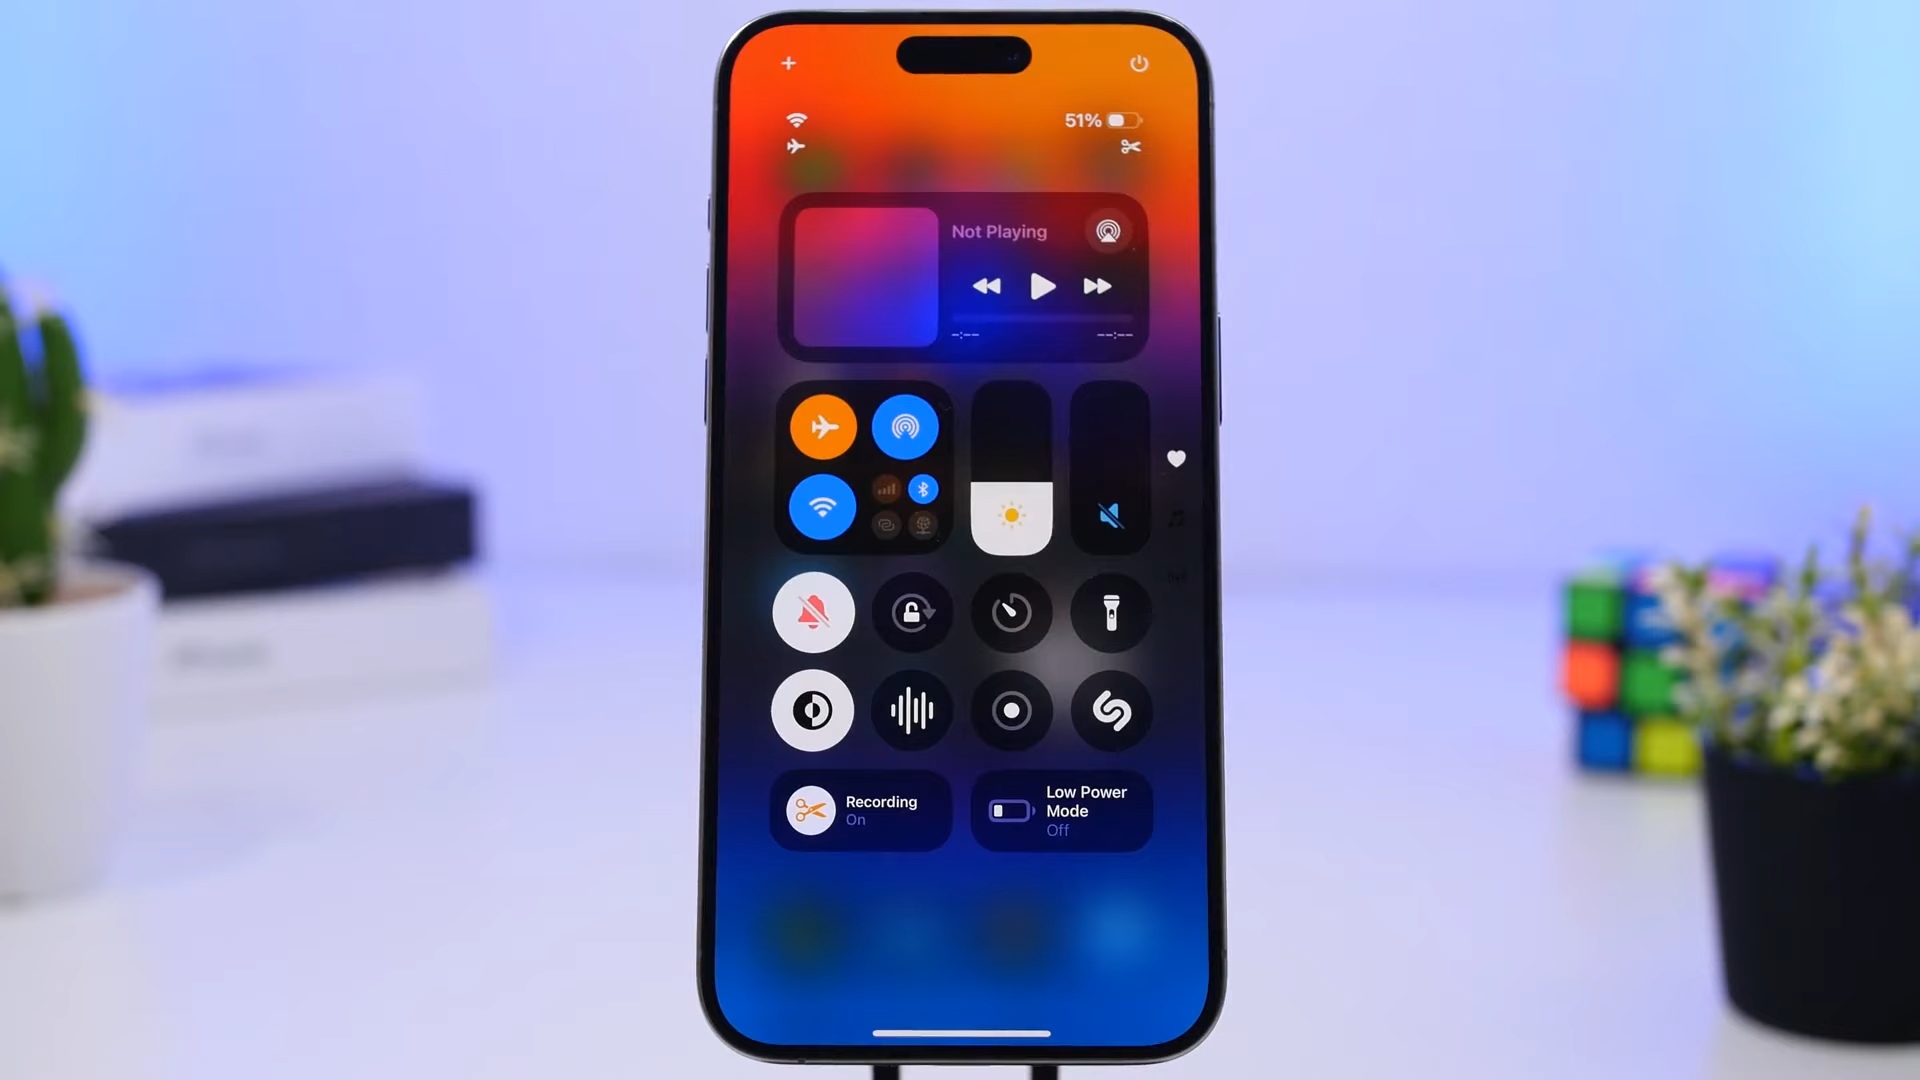 51%
Not Playing
--:--
--:--
Recording
On
Low Power
Mode
Off